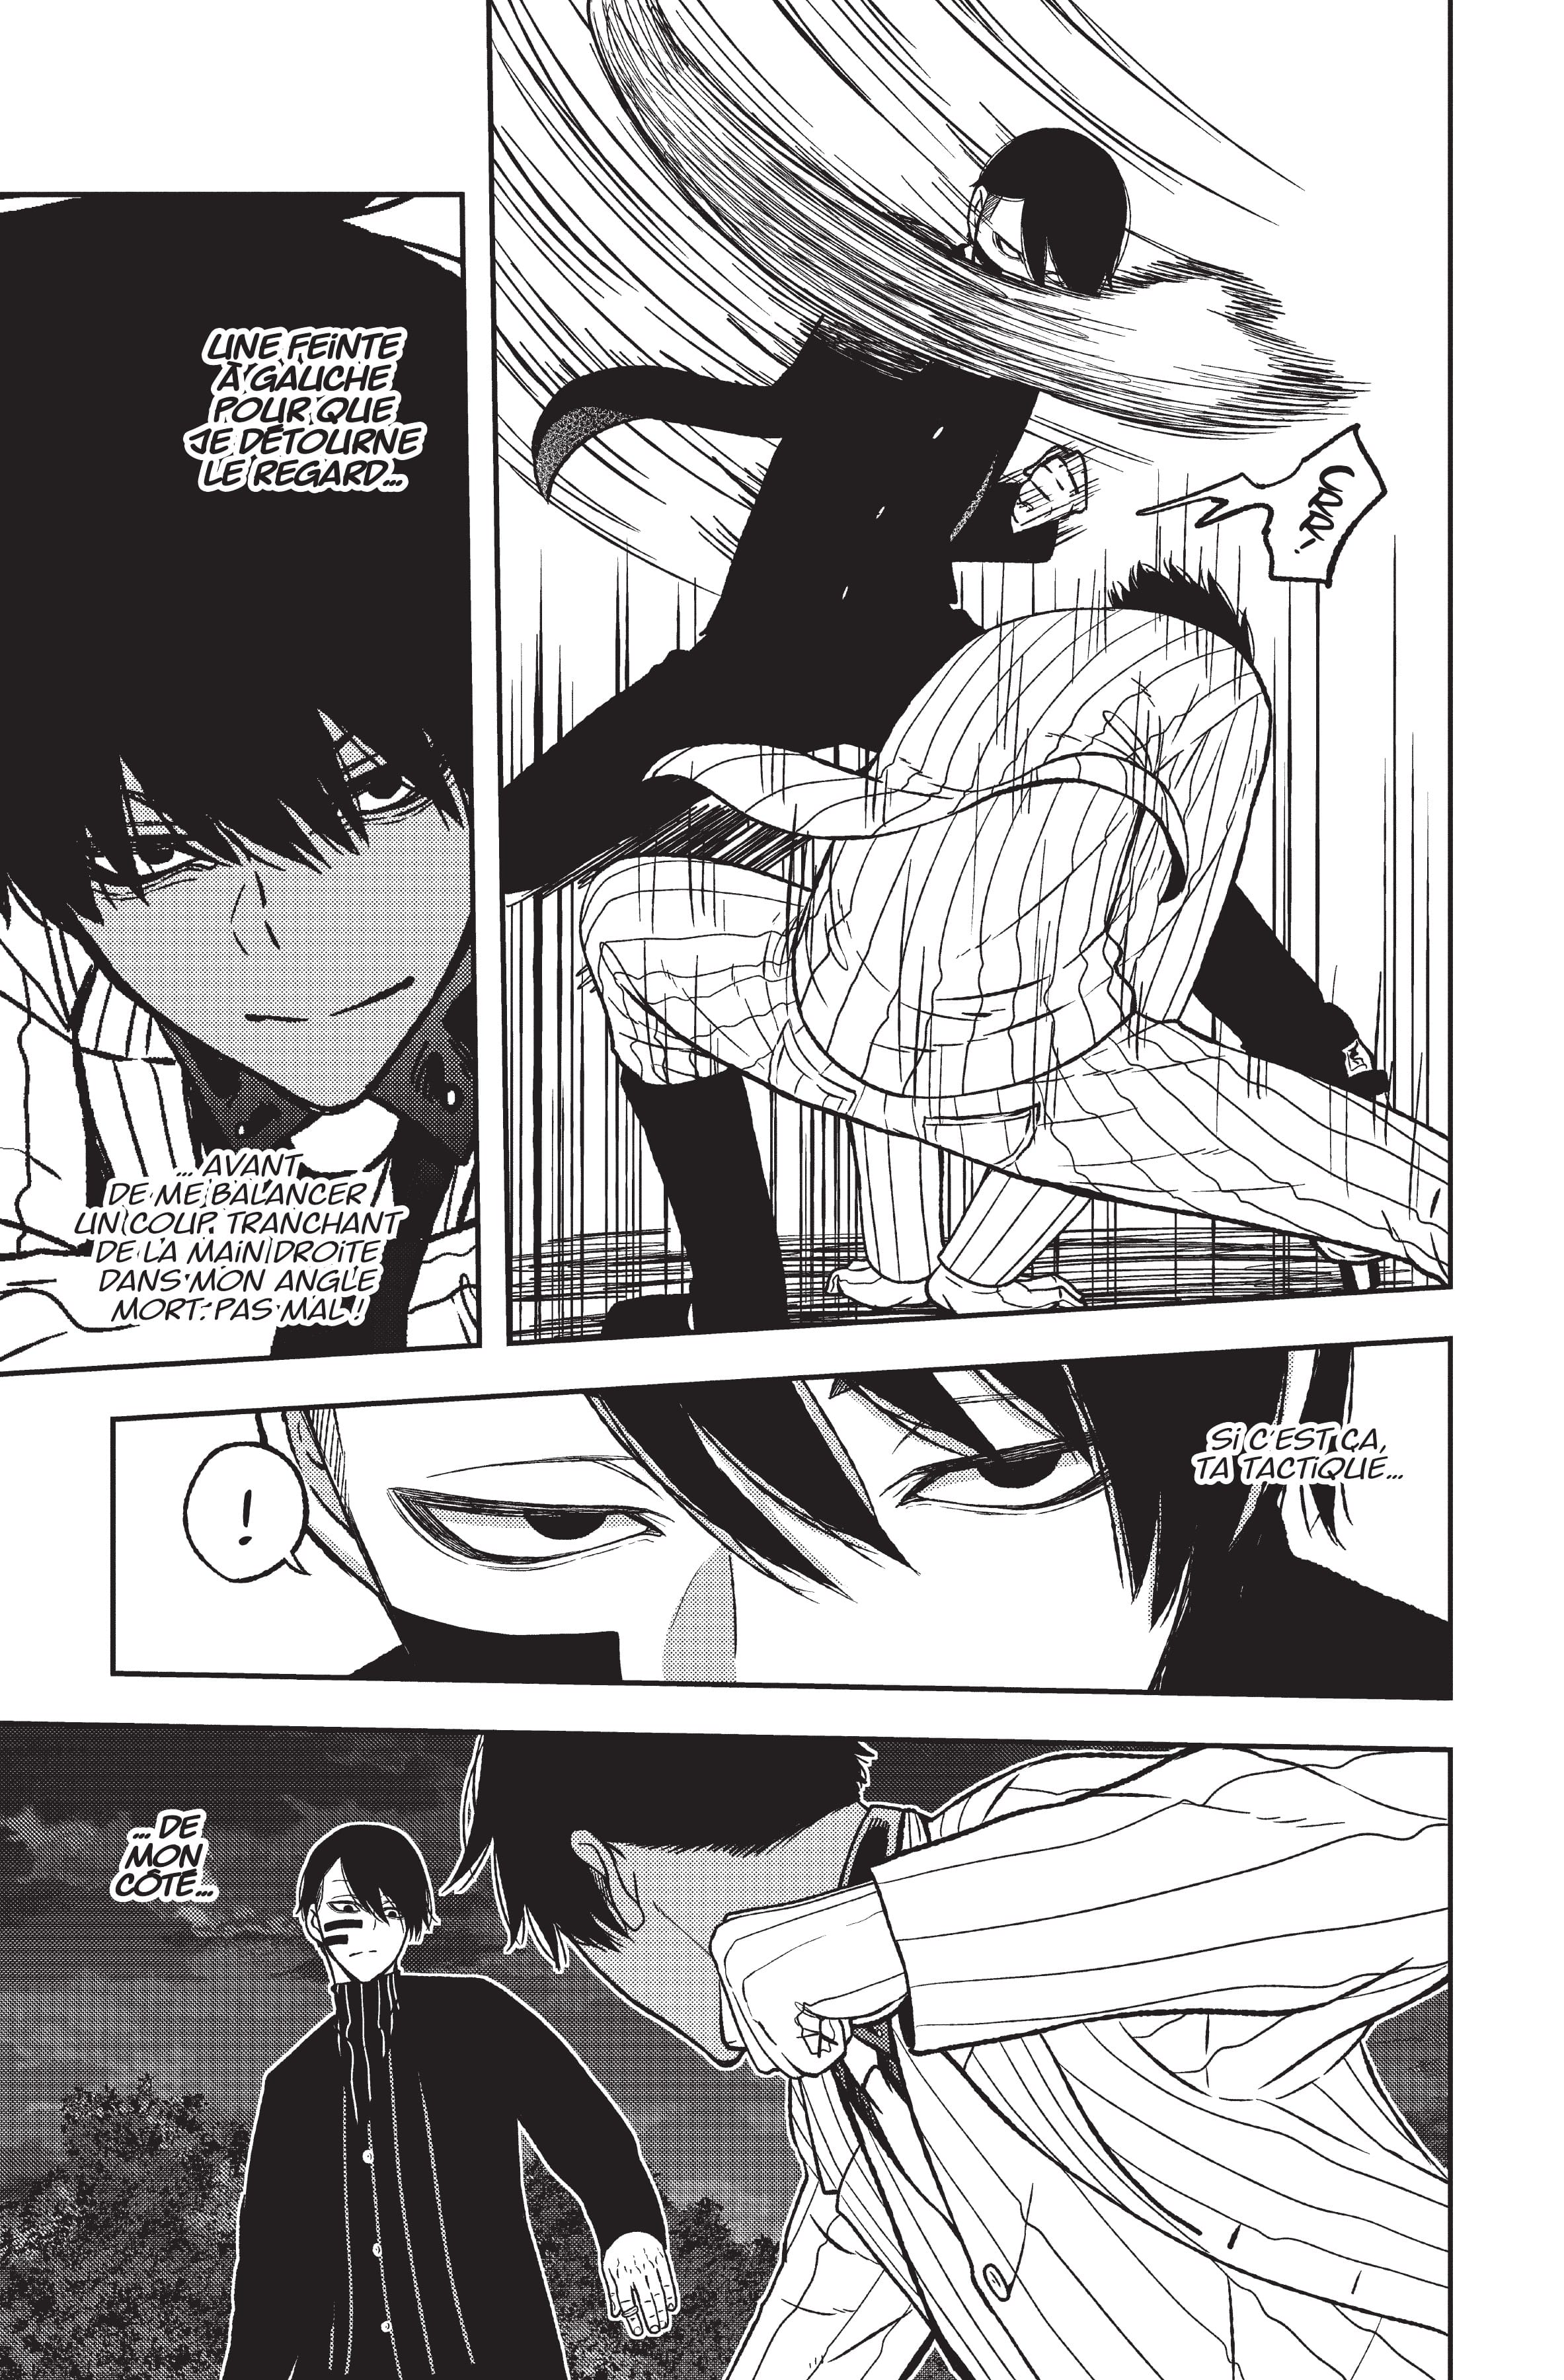 UNE FEINTE
À GAUCHE
POUR QUE
JE DÉTOURNE
LE REGARD...
... AVANT
DE ME BALANCER
UN COUP TRANCHANT
DE LA MAIN DROITE
DANS MON ANGLE
MORT. PAS MAL !
SI C'EST ÇA,
TA TACTIQUE...
!
... DE
MON
CÔTÉ...